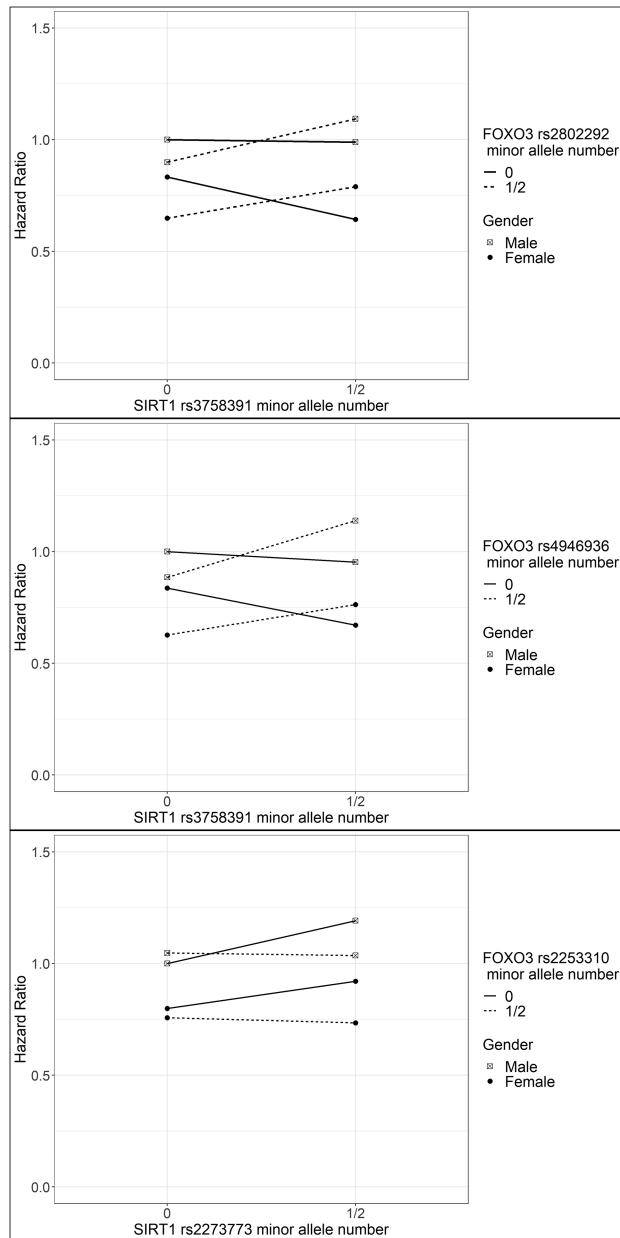 1.5
1.0
0.5
0.0
Hazard Ratio
0
1/2
SIRT1 rs3758391 minor allele number
FOXO3 rs2802292
minor allele number
0
1/2
Gender
Male
Female
1.5
1.0
0.5
0.0
Hazard Ratio
0
1/2
SIRT1 rs3758391 minor allele number
FOXO3 rs4946936
minor allele number
0
1/2
Gender
Male
Female
1.5
1.0
0.5
0.0
Hazard Ratio
0
1/2
SIRT1 rs2273773 minor allele number
FOXO3 rs2253310
minor allele number
0
1/2
Gender
Male
Female